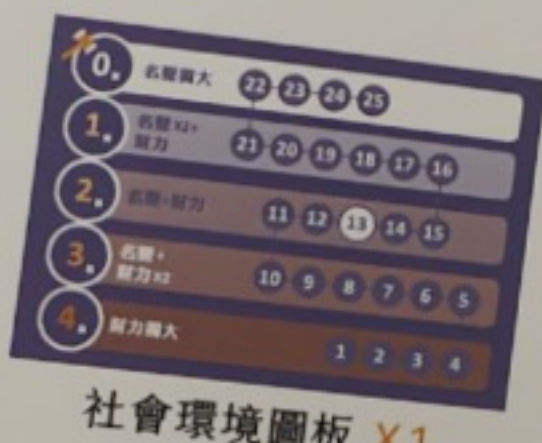 0. 名聲獨大 22 23 24 25
1. 名聲X2+ 財力 21 20 19 18 17 16
2. 名聲+財力 11 12 13 14 15
3. 名聲+ 財力X2 10 9 8 7 6 5
4. 財力獨大 1 2 3 4
社會環境圖板 X1